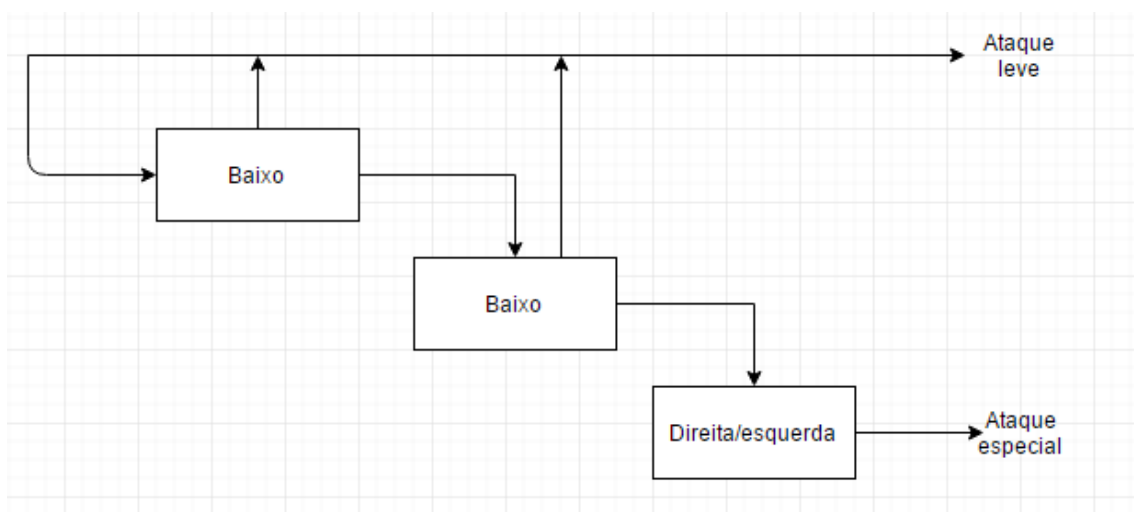 Ataque
leve
Baixo
Baixo
Direita/esquerda
Ataque
especial